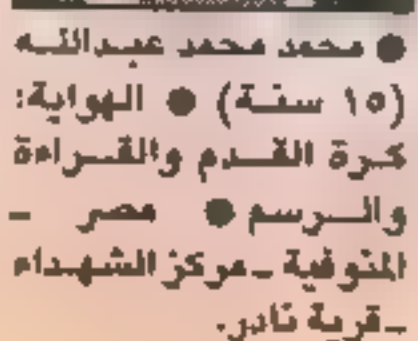 ● محمد محمد عبدالله
(١٥ سنة) ● الهواية:
كرة القدم والقراءة
والرسم ● مصر -
المنوفية - مركز الشهداء
- قرية نادر.